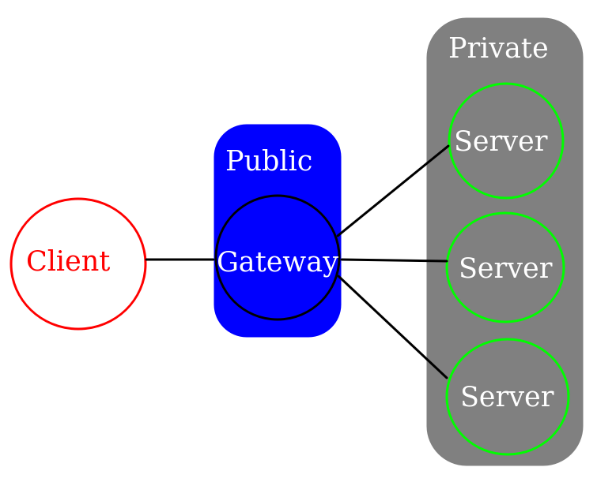 Private
Server
Public
Client
Gateway
Server
Server